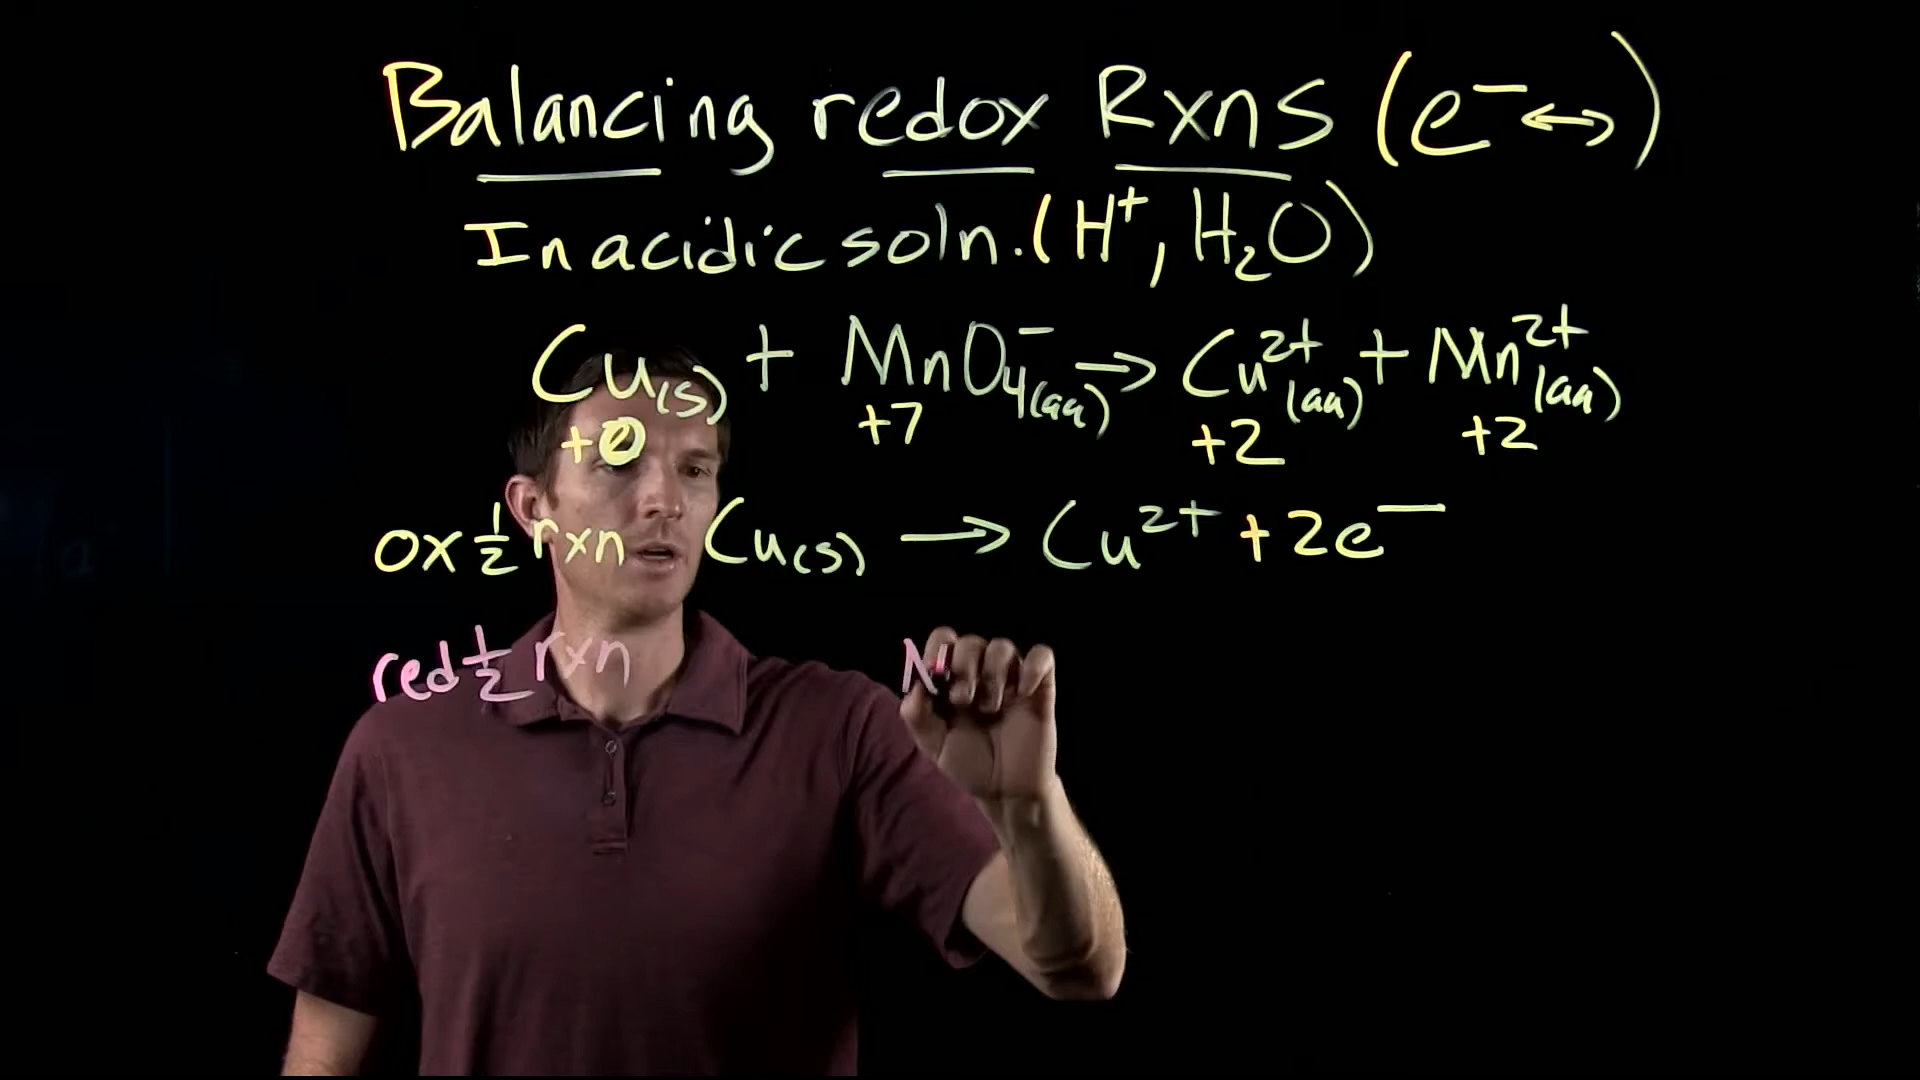 Balancing redox Rxns (e⁻ ↔)
In acidic soln. (H⁺, H₂O)
Cu(s) + MnO₄⁻(aq) → Cu²⁺(aq) + Mn²⁺(aq)
+0 +7 +2 +2
ox ½ rxn Cu(s) → Cu²⁺ + 2e⁻
red ½ rxn